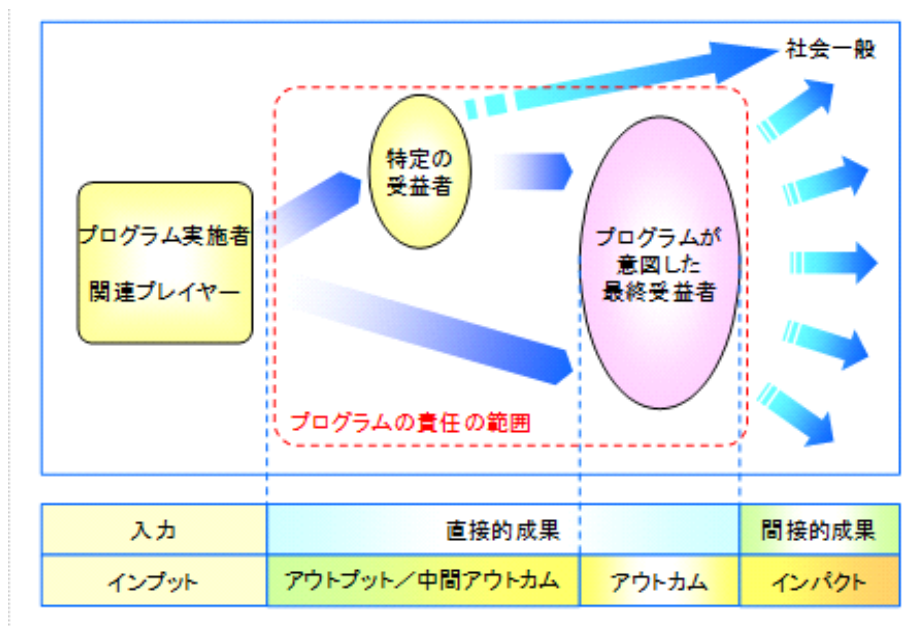 社会一般
特定の
受益者
プログラム実施者
関連プレイヤー
プログラムが
意図した
最終受益者
プログラムの責任の範囲
入力
直接的成果
間接的成果
インプット
アウトプット／中間アウトカム
アウトカム
インパクト